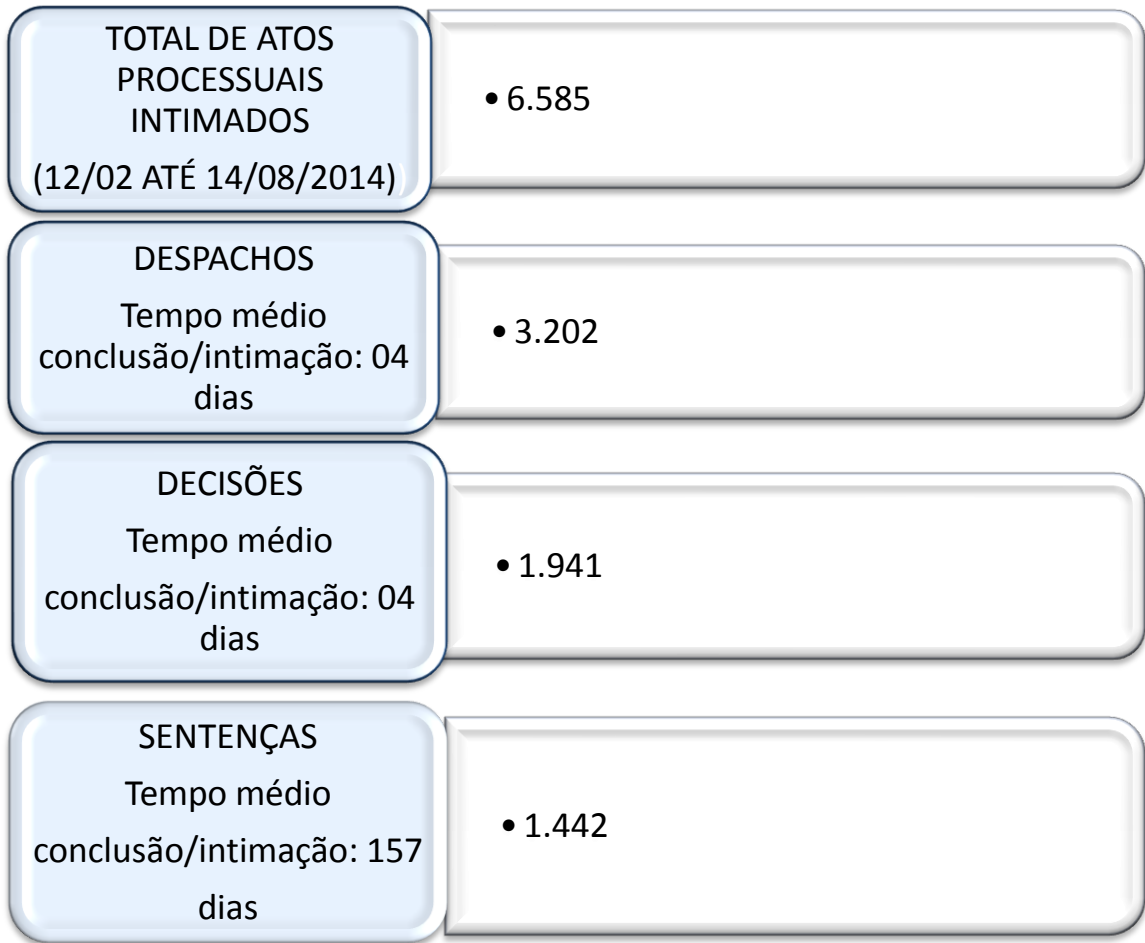 TOTAL DE ATOS
PROCESSUAIS
INTIMADOS
(12/02 ATÉ 14/08/2014))
• 6.585
DESPACHOS
Tempo médio
conclusão/intimação: 04
dias
• 3.202
DECISÕES
Tempo médio
conclusão/intimação: 04
dias
• 1.941
SENTENÇAS
Tempo médio
conclusão/intimação: 157
dias
• 1.442